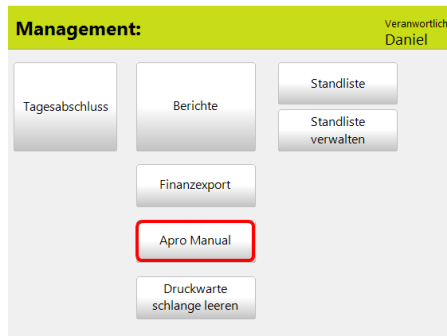 Management:
Veranwortlich
Daniel
Tagesabschluss
Berichte
Standliste
Standliste
verwalten
Finanzexport
Apro Manual
Druckwarte
schlange leeren